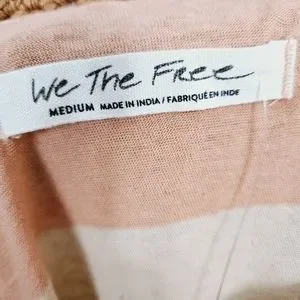 We The Free
MEDIUM MADE IN INDIA / FABRIQUÉ EN INDE